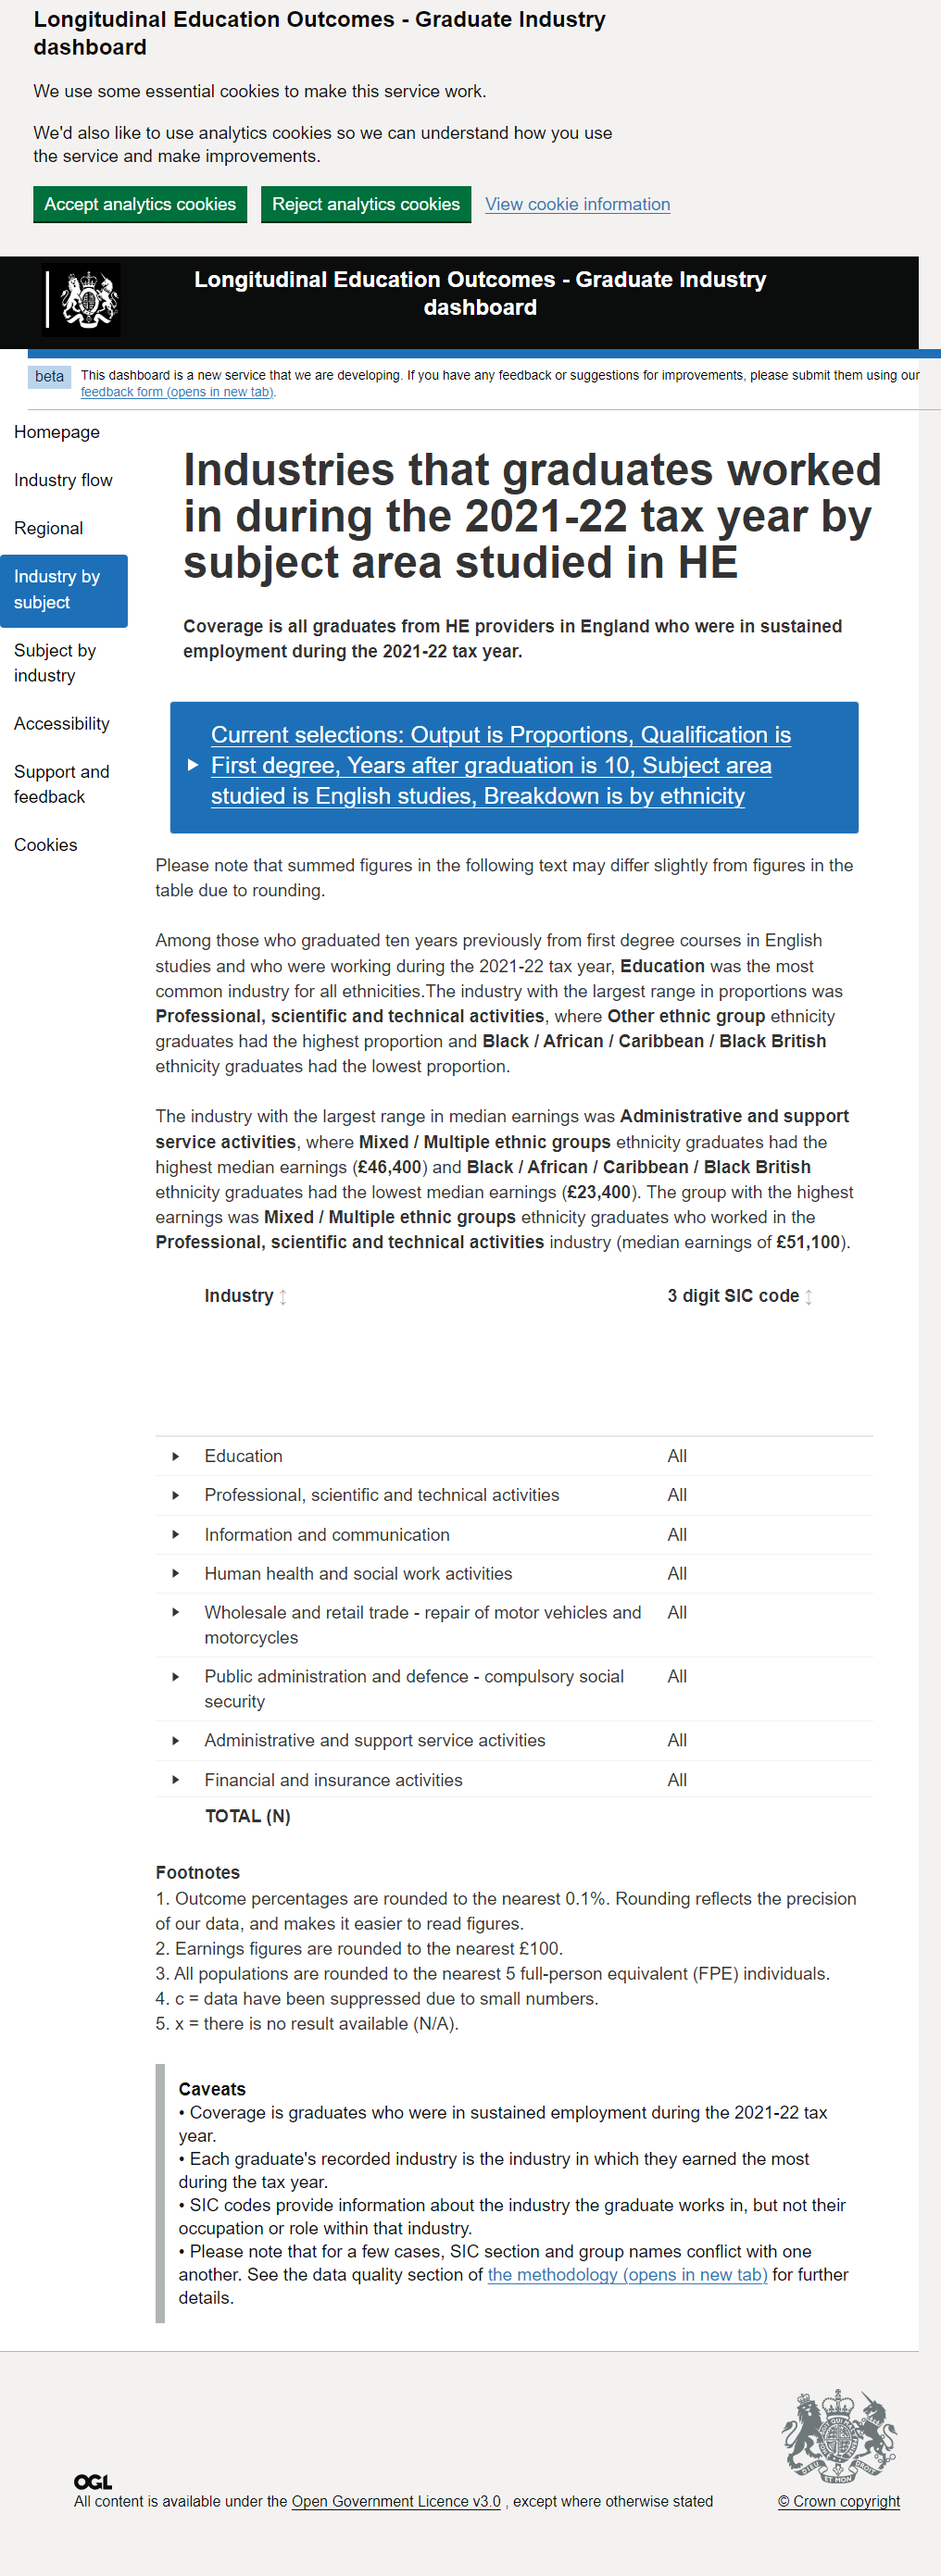 Longitudinal Education Outcomes - Graduate Industry
dashboard
We use some essential cookies to make this service work.
We'd also like to use analytics cookies so we can understand how you use
the service and make improvements.
Accept analytics cookies
Reject analytics cookies
View cookie information
Longitudinal Education Outcomes - Graduate Industry
dashboard
beta
This dashboard is a new service that we are developing. If you have any feedback or suggestions for improvements, please submit them using our
feedback form (opens in new tab).
Homepage
Industry flow
Regional
Industry by
subject
Subject by
industry
Accessibility
Support and
feedback
Cookies
Industries that graduates worked
in during the 2021-22 tax year by
subject area studied in HE
Coverage is all graduates from HE providers in England who were in sustained
employment during the 2021-22 tax year.
Current selections: Output is Proportions, Qualification is
First degree, Years after graduation is 10, Subject area
studied is English studies, Breakdown is by ethnicity
Please note that summed figures in the following text may differ slightly from figures in the
table due to rounding.
Among those who graduated ten years previously from first degree courses in English
studies and who were working during the 2021-22 tax year, Education was the most
common industry for all ethnicities.The industry with the largest range in proportions was
Professional, scientific and technical activities, where Other ethnic group ethnicity
graduates had the highest proportion and Black / African / Caribbean / Black British
ethnicity graduates had the lowest proportion.
The industry with the largest range in median earnings was Administrative and support
service activities, where Mixed / Multiple ethnic groups ethnicity graduates had the
highest median earnings (£46,400) and Black / African / Caribbean / Black British
ethnicity graduates had the lowest median earnings (£23,400). The group with the highest
earnings was Mixed / Multiple ethnic groups ethnicity graduates who worked in the
Professional, scientific and technical activities industry (median earnings of £51,100).
Industry
3 digit SIC code
Education
All
Professional, scientific and technical activities
All
Information and communication
All
Human health and social work activities
All
Wholesale and retail trade - repair of motor vehicles and
motorcycles
All
Public administration and defence - compulsory social
security
All
Administrative and support service activities
All
Financial and insurance activities
All
TOTAL (N)
Footnotes
1. Outcome percentages are rounded to the nearest 0.1%. Rounding reflects the precision
of our data, and makes it easier to read figures.
2. Earnings figures are rounded to the nearest £100.
3. All populations are rounded to the nearest 5 full-person equivalent (FPE) individuals.
4. c = data have been suppressed due to small numbers.
5. x = there is no result available (N/A).
Caveats
• Coverage is graduates who were in sustained employment during the 2021-22 tax
year.
• Each graduate's recorded industry is the industry in which they earned the most
during the tax year.
• SIC codes provide information about the industry the graduate works in, but not their
occupation or role within that industry.
• Please note that for a few cases, SIC section and group names conflict with one
another. See the data quality section of the methodology (opens in new tab) for further
details.
OGL
All content is available under the Open Government Licence v3.0 , except where otherwise stated
© Crown copyright